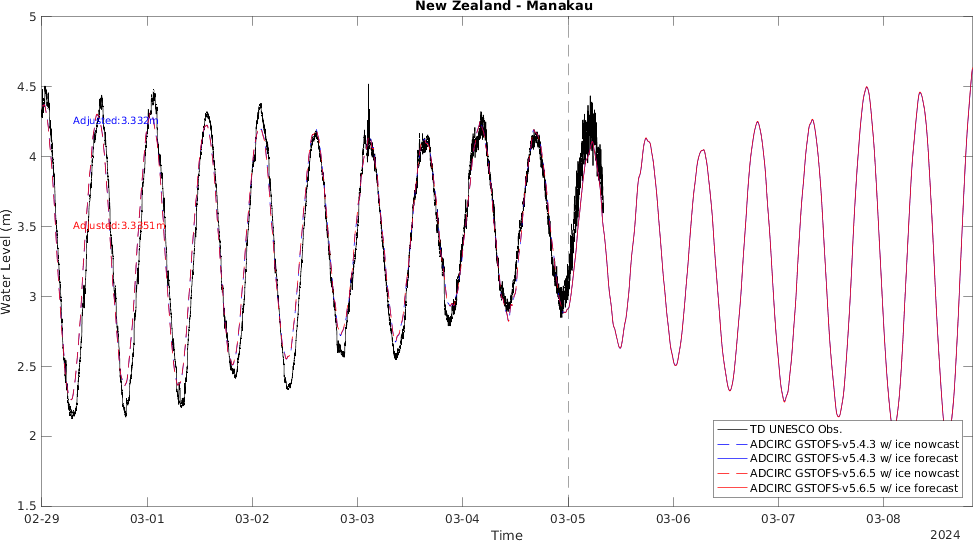 New Zealand - Manakau
5
4.5
Adjusted:3.332m
4
Adjusted:3.3351m
3.5
Water Level (m)
3
2.5
2
1.5
TD UNESCO Obs.
ADCIRC GSTOFS-v5.4.3 w/ ice nowcast
ADCIRC GSTOFS-v5.4.3 w/ ice forecast
ADCIRC GSTOFS-v5.6.5 w/ ice nowcast
ADCIRC GSTOFS-v5.6.5 w/ ice forecast
02-29 03-01 03-02 03-03 03-04 03-05 03-06 03-07 03-08
Time
2024